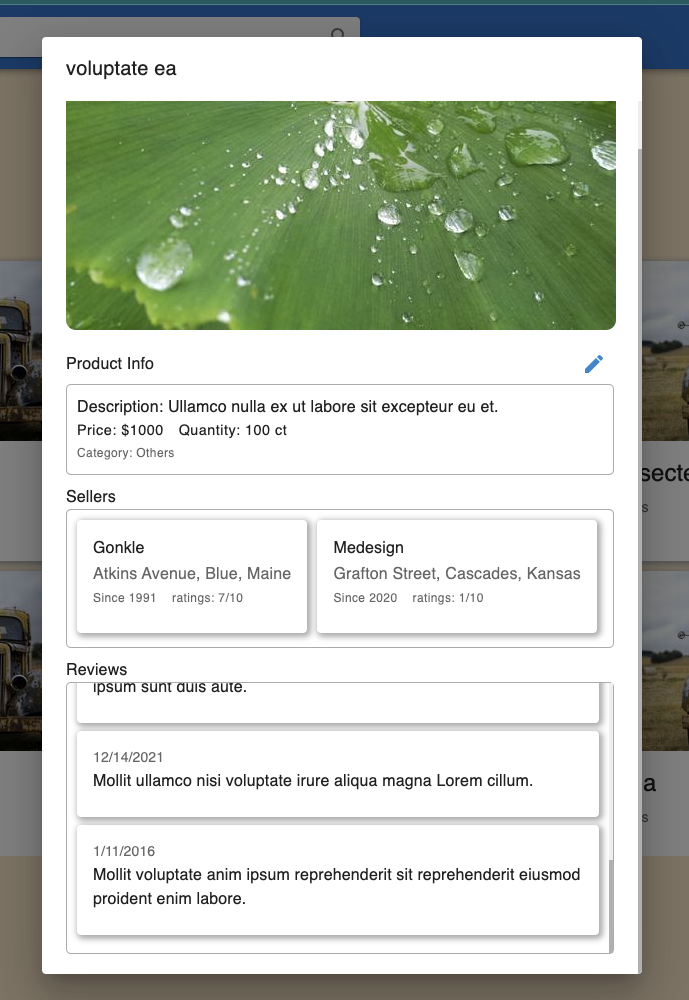 voluptate ea
Product Info
Description: Ullamco nulla ex ut labore sit excepteur eu et.
Price: $1000 Quantity: 100 ct
Category: Others
Sellers
Gonkle
Atkins Avenue, Blue, Maine
Since 1991 ratings: 7/10
Medesign
Grafton Street, Cascades, Kansas
Since 2020 ratings: 1/10
Reviews
ipsum sunt duis aute.
12/14/2021
Mollit ullamco nisi voluptate irure aliqua magna Lorem cillum.
1/11/2016
Mollit voluptate anim ipsum reprehenderit sit reprehenderit eiusmod
proident enim labore.